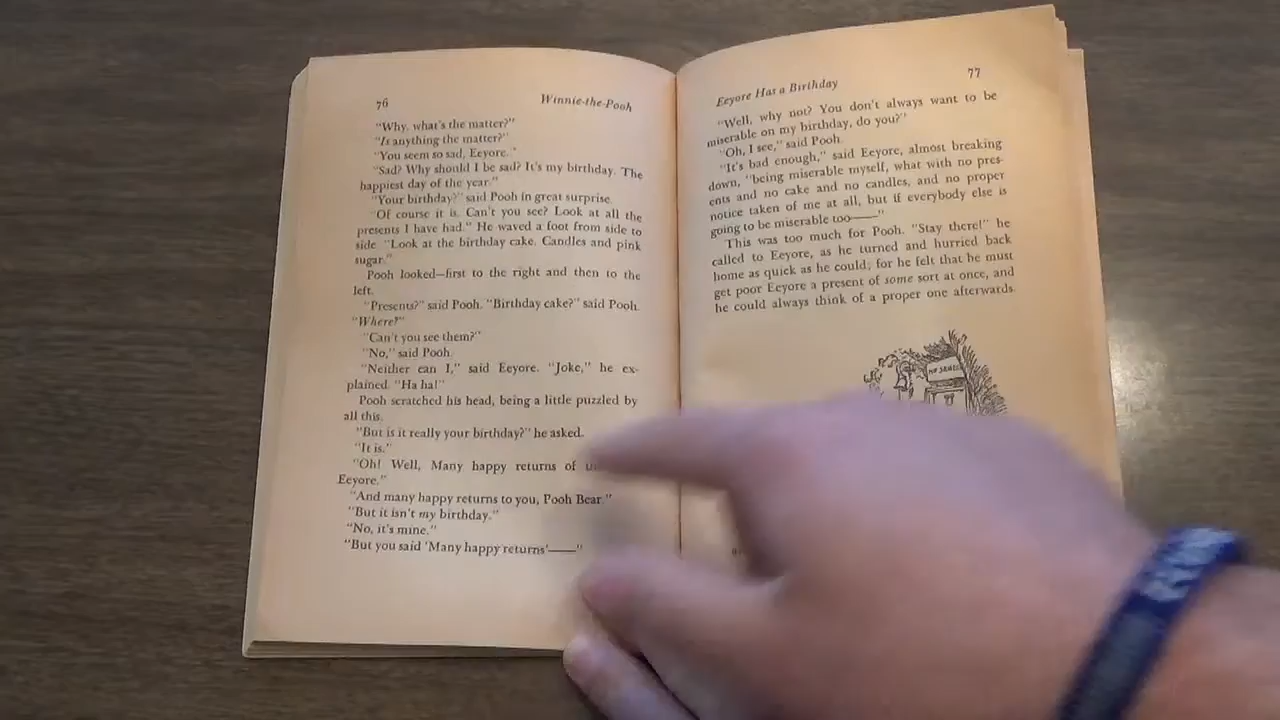 76
Winnie-the-Pooh
"Why, what's the matter?"
"Is anything the matter?"
"You seem so sad, Eeyore."
"Sad? Why should I be sad? It's my birthday. The
happiest day of the year."
"Your birthday?" said Pooh in great surprise.
"Of course it is. Can't you see? Look at all the
presents I have had." He waved a foot from side to
side. "Look at the birthday cake. Candles and pink
sugar."
Pooh looked—first to the right and then to the
left.
"Presents?" said Pooh. "Birthday cake?" said Pooh.
"Where?"
"Can't you see them?"
"No," said Pooh.
"Neither can I," said Eeyore. "Joke," he ex-
plained. "Ha ha!"
Pooh scratched his head, being a little puzzled by
all this.
"But is it really your birthday?" he asked.
"It is."
"Oh! Well, Many happy returns of
Eeyore."
"And many happy returns to you, Pooh Bear."
"But it isn't my birthday."
"No, it's mine."
"But you said 'Many happy returns'——"
Eeyore Has a Birthday
77
"Well, why not? You don't always want to be
miserable on my birthday, do you?"
"Oh, I see," said Pooh.
"It's bad enough," said Eeyore, almost breaking
down, "being miserable myself, what with no pres-
ents and no cake and no candles, and no proper
notice taken of me at all, but if everybody else is
going to be miserable too——"
This was too much for Pooh. "Stay there!" he
called to Eeyore, as he turned and hurried back
home as quick as he could; for he felt that he must
get poor Eeyore a present of some sort at once, and
he could always think of a proper one afterwards.